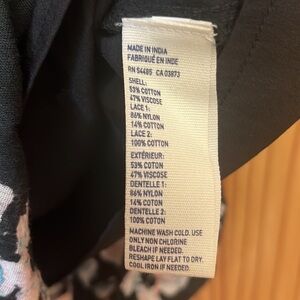 MADE IN INDIA
FABRIQUÉ EN INDE
RN 54485 CA 03873
SHELL:
53% COTTON
47% VISCOSE
LACE 1:
86% NYLON
14% COTTON
LACE 2:
100% COTTON
EXTÉRIEUR:
53% COTON
47% VISCOSE
DENTELLE 1:
86% NYLON
14% COTON
DENTELLE 2:
100% COTON
MACHINE WASH COLD. USE
ONLY NON CHLORINE
BLEACH IF NEEDED.
RESHAPE LAY FLAT TO DRY.
COOL IRON IF NEEDED.